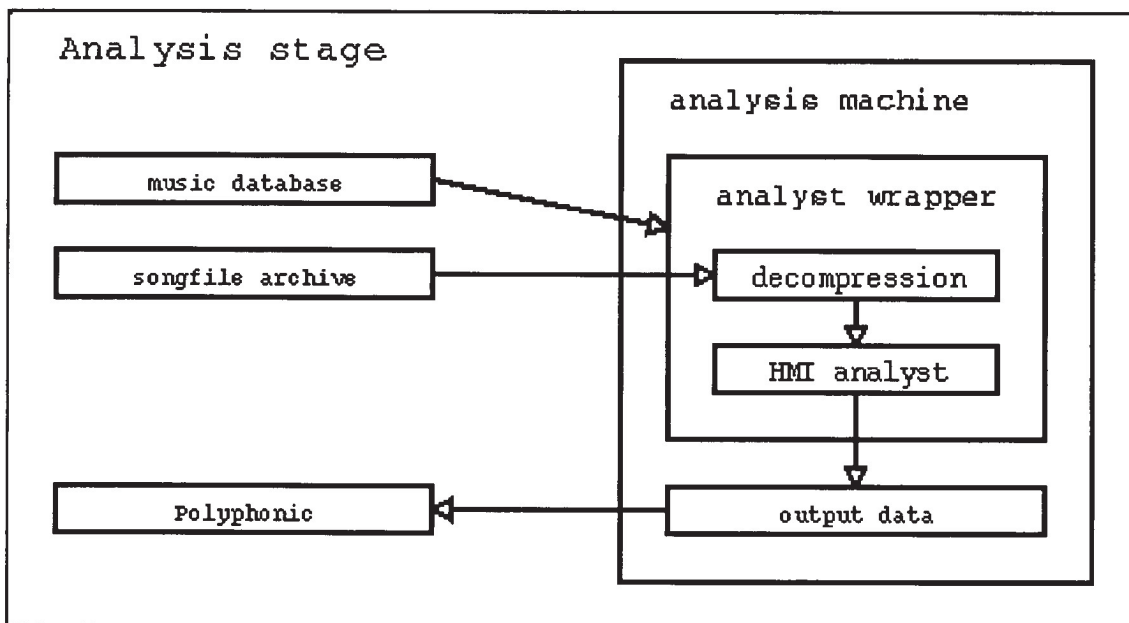 Analysis stage
analysis machine
music database
analyst wrapper
songfile archive
decompression
HMI analyst
Polyphonic
output data